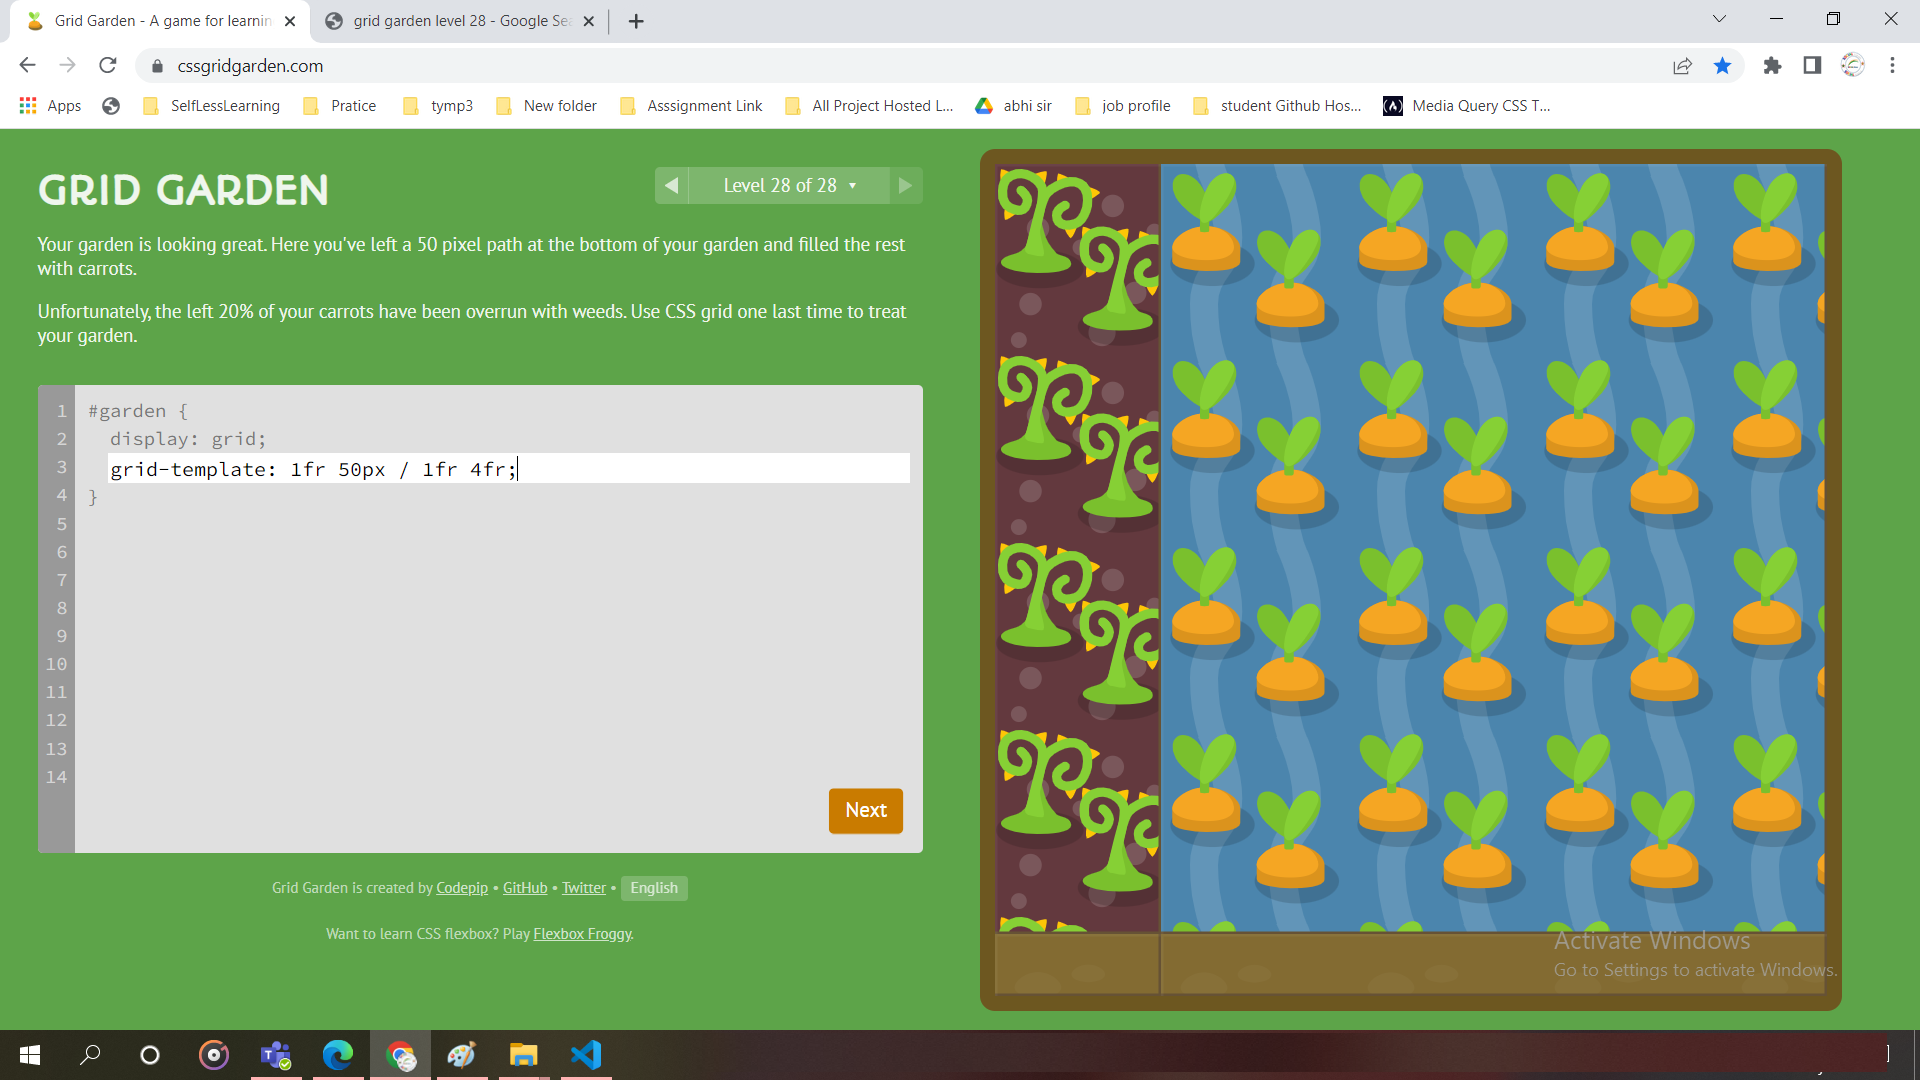 Grid Garden - A game for learnin
grid garden level 28 - Google Sea
cssgridgarden.com
Apps
SelfLessLearning
Pratice
tymp3
New folder
Asssignment Link
All Project Hosted L...
abhi sir
job profile
student Github Hos...
Media Query CSS T...
GRID GARDEN
Level 28 of 28
Your garden is looking great. Here you've left a 50 pixel path at the bottom of your garden and filled the rest
with carrots.
Unfortunately, the left 20% of your carrots have been overrun with weeds. Use CSS grid one last time to treat
your garden.
1 #garden {
2 display: grid;
3 grid-template: 1fr 50px / 1fr 4fr;
4 }
5
6
7
8
9
10
11
12
13
14
Next
Grid Garden is created by Codepip • GitHub • Twitter • English
Want to learn CSS flexbox? Play Flexbox Froggy.
Activate Windows
Go to Settings to activate Windows.